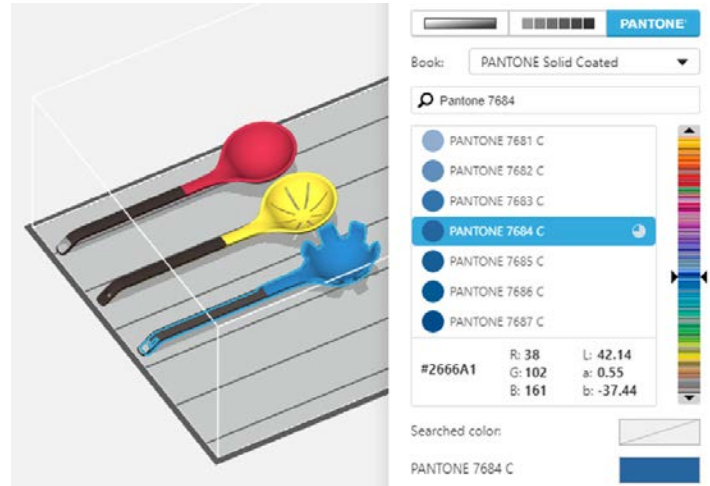 PANTONE®
Book: PANTONE Solid Coated
Pantone 7684
PANTONE 7681 C
PANTONE 7682 C
PANTONE 7683 C
PANTONE 7684 C
PANTONE 7685 C
PANTONE 7686 C
PANTONE 7687 C
#2666A1
R: 38 L: 42.14
G: 102 a: 0.55
B: 161 b: -37.44
Searched color:
PANTONE 7684 C